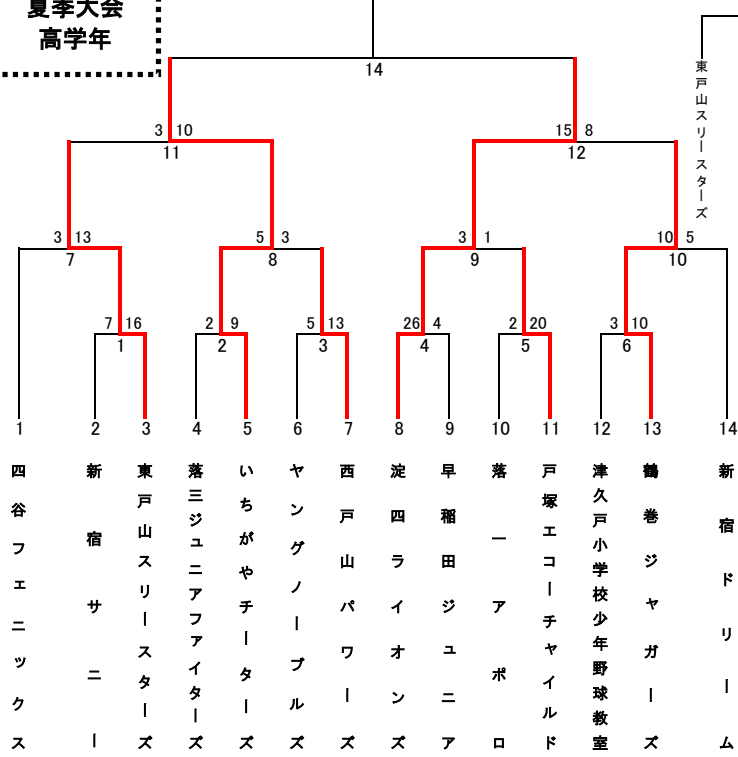 夏季大会
高学年
14
東戸山スリースターズ
3 10
11
15 8
12
3 13
7
5 3
8
3 1
9
10 5
10
7 16
1
2 9
2
5 13
3
26 4
4
2 20
5
3 10
6
1 2 3 4 5 6 7 8 9 10 11 12 13 14
四谷フェニックス
新宿サニー
東戸山スリースターズ
落三ジュニアファイターズ
いちがやチーターズ
ヤングノーブルズ
西戸山パワーズ
淀四ライオンズ
早稲田ジュニア
落一アポロ
戸塚エコーチャイルド
津久戸小学校少年野球教室
鶴巻ジャガーズ
新宿ドリーム